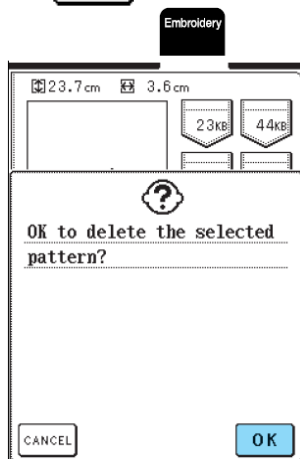 Embroidery
23.7cm 3.6cm
23KB 44KB
OK to delete the selected
pattern?
CANCEL OK